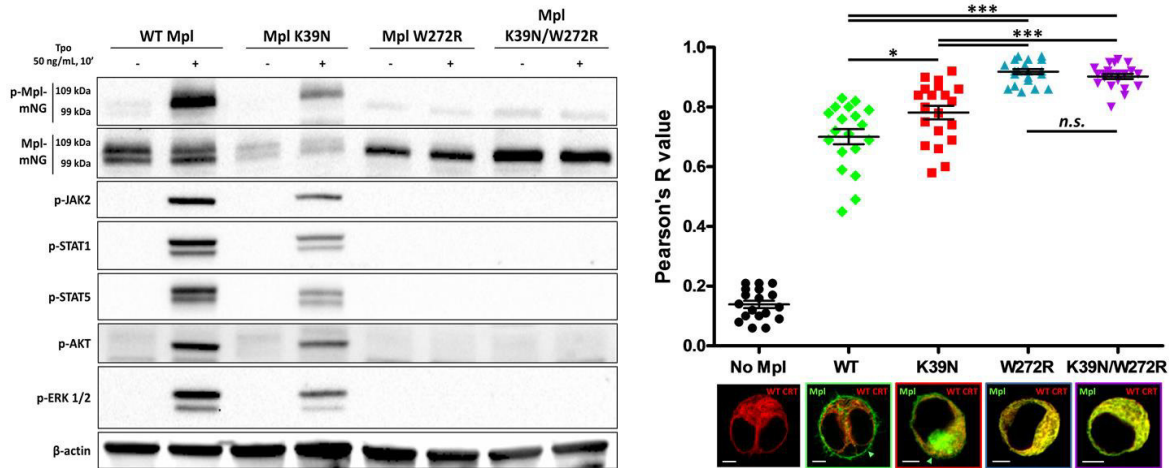 WT Mpl Mpl K39N Mpl W272R Mpl K39N/W272R
Tpo
50 ng/mL, 10’ - + - + - + - +
p-Mpl-mNG 109 kDa
99 kDa
Mpl-mNG 109 kDa
99 kDa
p-JAK2
p-STAT1
p-STAT5
p-AKT
p-ERK 1/2
β-actin
***
***
*
n.s.
Pearson's R value
1.0
0.8
0.6
0.4
0.2
0.0
No Mpl WT K39N W272R K39N/W272R
WT CRT
Mpl WT CRT
Mpl WT CRT
Mpl WT CRT
Mpl WT CRT